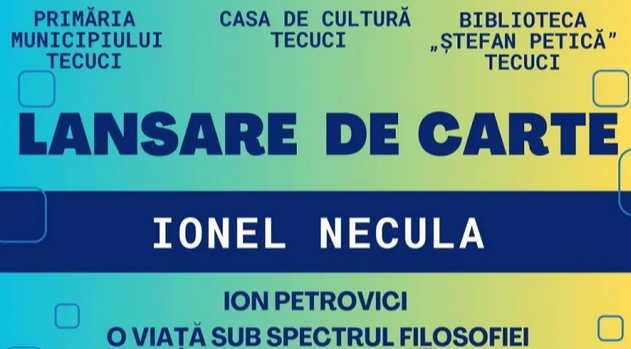 PRIMĂRIA
MUNICIPIULUI
TECUCI
CASA DE CULTURĂ
TECUCI
BIBLIOTECA
„ȘTEFAN PETICĂ”
TECUCI
LANSARE DE CARTE
IONEL NECULA
ION PETROVICI
O VIAȚĂ SUB SPECTRUL FILOSOFIEI